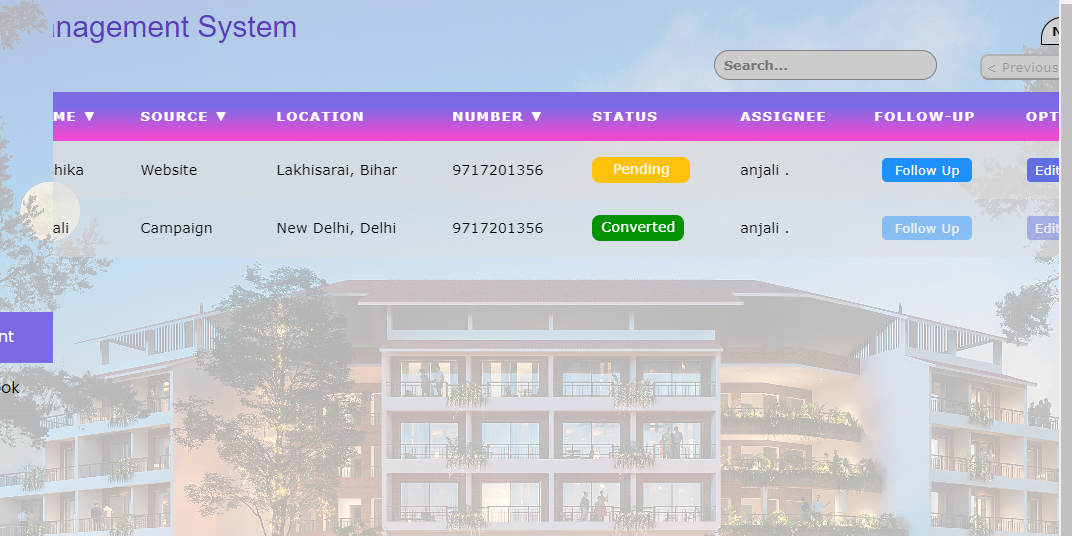 nagement System
Search...
< Previous
ME ▼ SOURCE ▼ LOCATION NUMBER ▼ STATUS ASSIGNEE FOLLOW-UP OPT
hika Website Lakhisarai, Bihar 9717201356 Pending anjali . Follow Up Edit
ali Campaign New Delhi, Delhi 9717201356 Converted anjali . Follow Up Edit
nt
ok